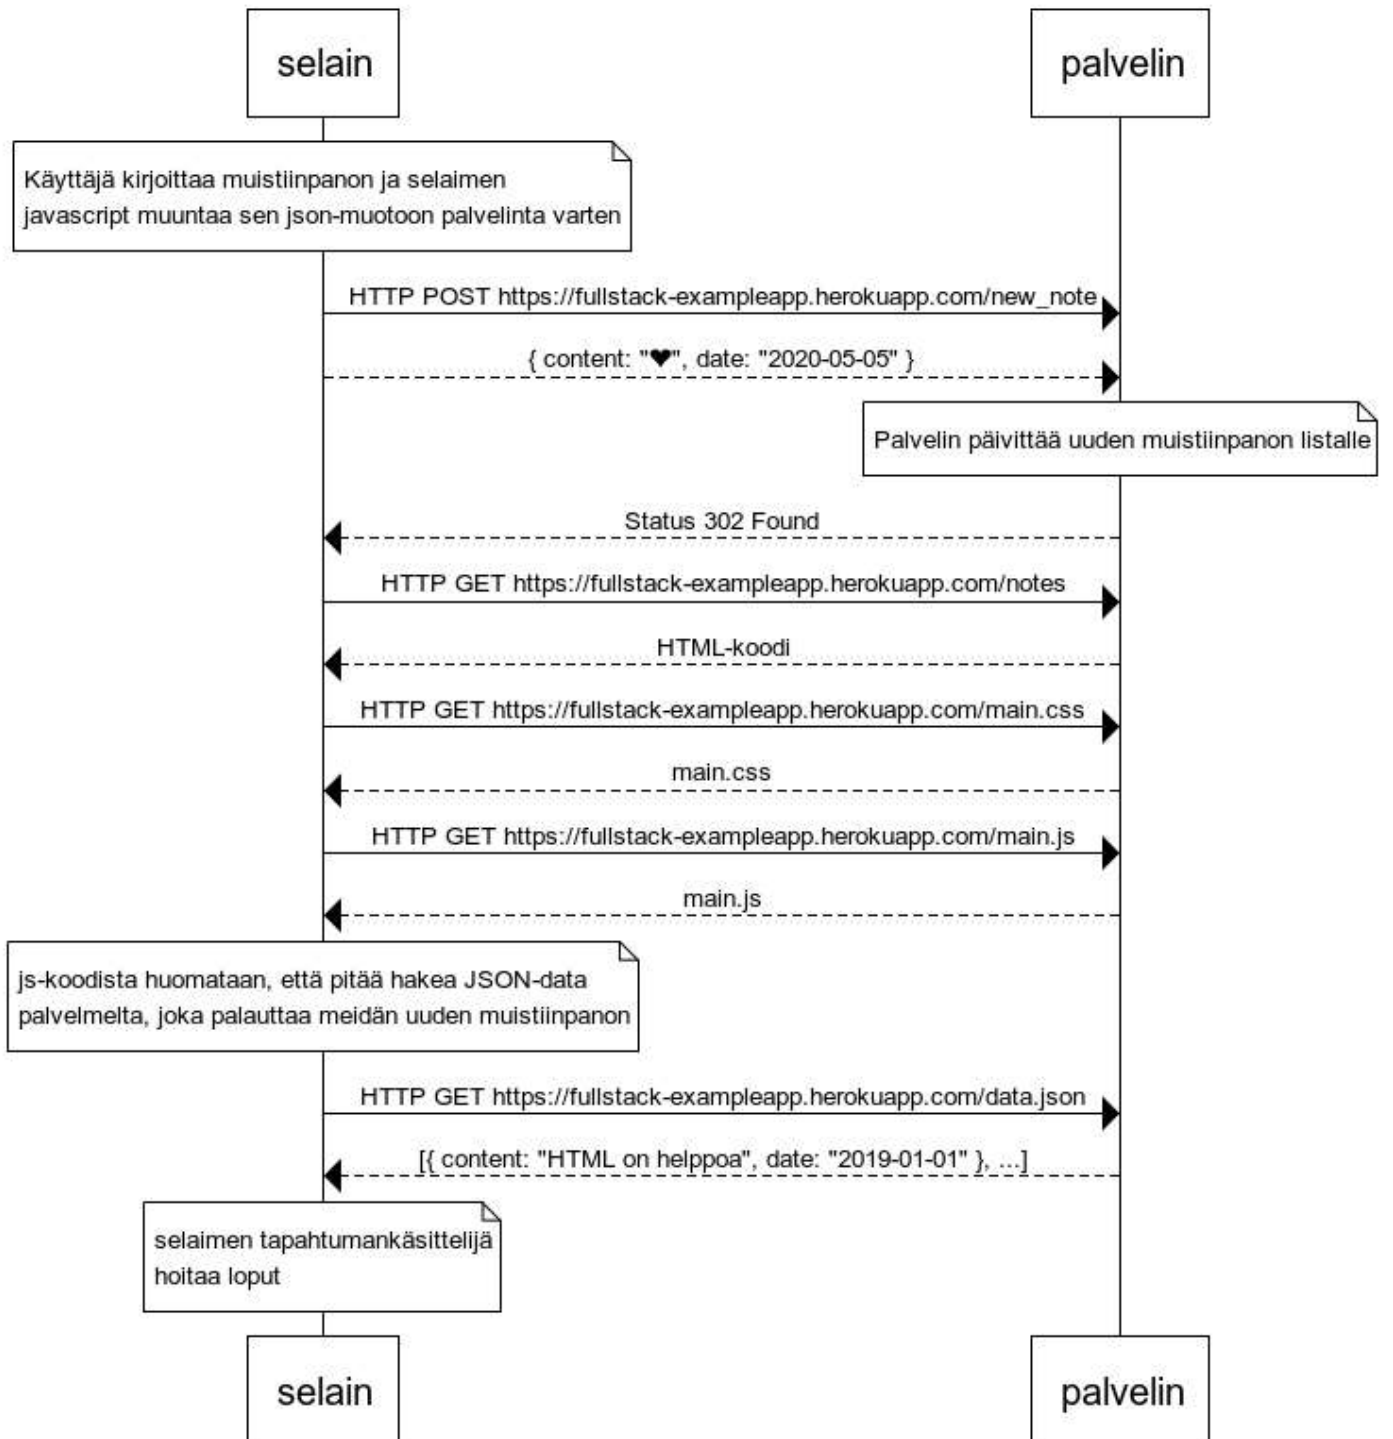 selain
palvelin
Käyttäjä kirjoittaa muistiinpanon ja selaimen
javascript muuntaa sen json-muotoon palvelinta varten
HTTP POST https://fullstack-exampleapp.herokuapp.com/new_note
{ content: "❤", date: "2020-05-05" }
Palvelin päivittää uuden muistiinpanon listalle
Status 302 Found
HTTP GET https://fullstack-exampleapp.herokuapp.com/notes
HTML-koodi
HTTP GET https://fullstack-exampleapp.herokuapp.com/main.css
main.css
HTTP GET https://fullstack-exampleapp.herokuapp.com/main.js
main.js
js-koodista huomataan, että pitää hakea JSON-data
palvelmelta, joka palauttaa meidän uuden muistiinpanon
HTTP GET https://fullstack-exampleapp.herokuapp.com/data.json
[{ content: "HTML on helppoa", date: "2019-01-01" }, ...]
selaimen tapahtumankäsittelijä
hoitaa loput
selain
palvelin